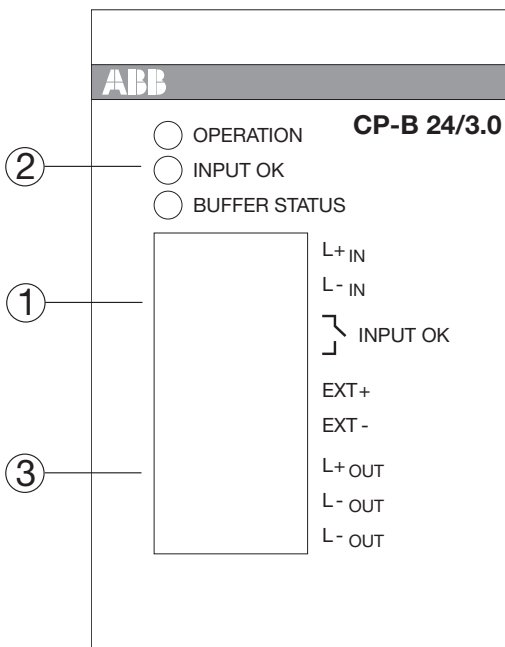 ABB
CP-B 24/3.0
OPERATION
2
INPUT OK
BUFFER STATUS
L+ IN
1
L- IN
INPUT OK
EXT+
EXT-
3
L+ OUT
L- OUT
L- OUT